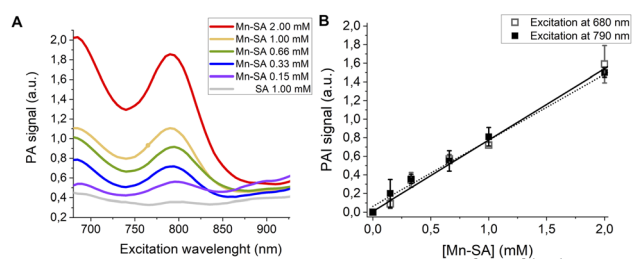 A
Mn-SA 2.00 mM
Mn-SA 1.00 mM
Mn-SA 0.66 mM
Mn-SA 0.33 mM
Mn-SA 0.15 mM
SA 1.00 mM
PA signal (a.u.)
2,0
1,8
1,6
1,4
1,2
1,0
0,8
0,6
0,4
0,2
700 750 800 850 900
Excitation wavelenght (nm)
B
Excitation at 680 nm
Excitation at 790 nm
PAI signal (a.u.)
2,0
1,8
1,6
1,4
1,2
1,0
0,8
0,6
0,4
0,2
0,0
0,0 0,5 1,0 1,5 2,0
[Mn-SA] (mM)